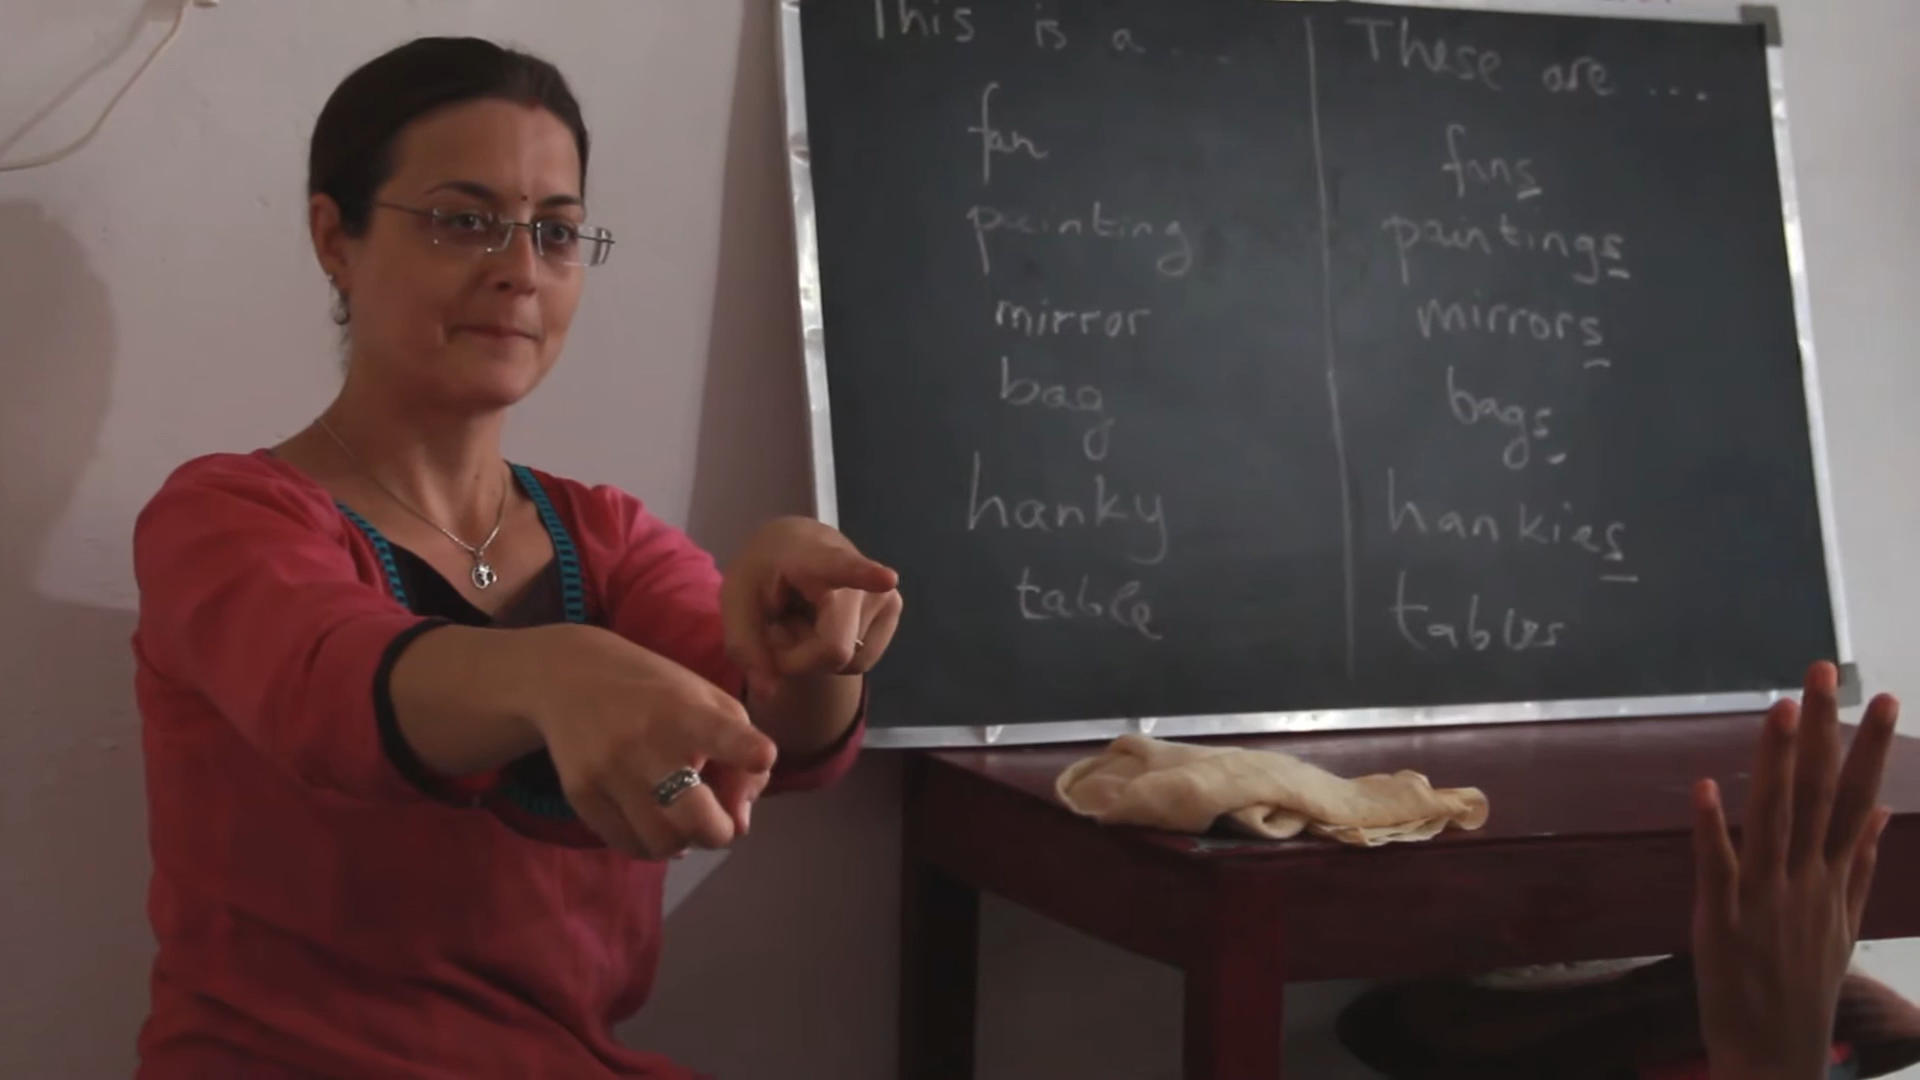 This is a ...
fan
painting
mirror
bag
hanky
table
These are ...
fans
paintings
mirrors
bags
hankies
tables